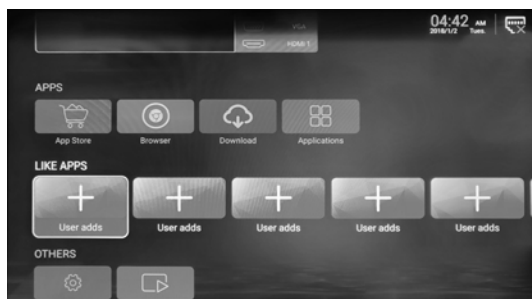 04:42 AM
2018/1/2 Tues.
VGA
HDMI 1
APPS
App Store
Browser
Download
Applications
LIKE APPS
User adds
User adds
User adds
User adds
User adds
OTHERS